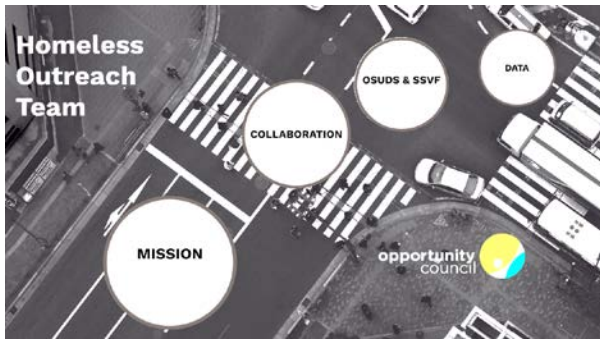 Homeless
Outreach
Team
MISSION
COLLABORATION
OSUDS & SSVF
DATA
opportunity
council